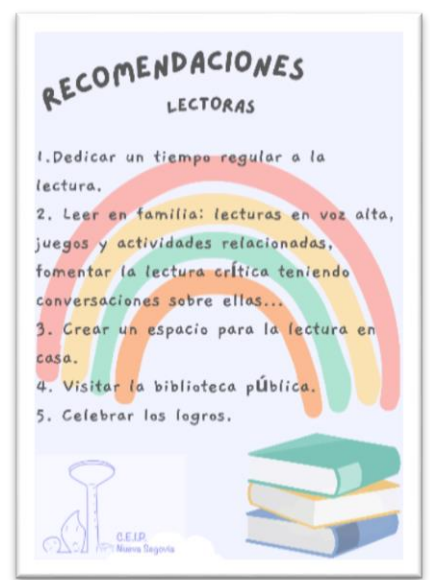 RECOMENDACIONES
LECTORAS
1.Dedicar un tiempo regular a la
lectura.
2. Leer en familia: lecturas en voz alta,
juegos y actividades relacionadas,
fomentar la lectura crítica teniendo
conversaciones sobre ellas...
3. Crear un espacio para la lectura en
casa.
4. Visitar la biblioteca pública.
5. Celebrar los logros.
C.E.I.P.
Nueva Segovia